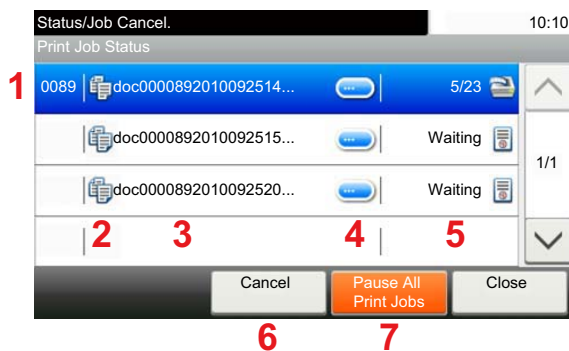 Status/Job Cancel. 10:10
Print Job Status
1 0089 doc0000892010092514... 5/23
doc0000892010092515... Waiting
1/1
doc0000892010092520... Waiting
2 3 4 5
Cancel Pause All Close
Print Jobs
6 7